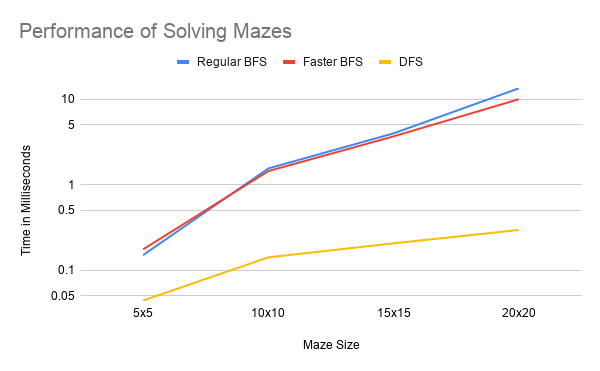 Performance of Solving Mazes
Regular BFS Faster BFS DFS
10
5
1
0.5
0.1
0.05
Time in Milliseconds
5x5 10x10 15x15 20x20
Maze Size